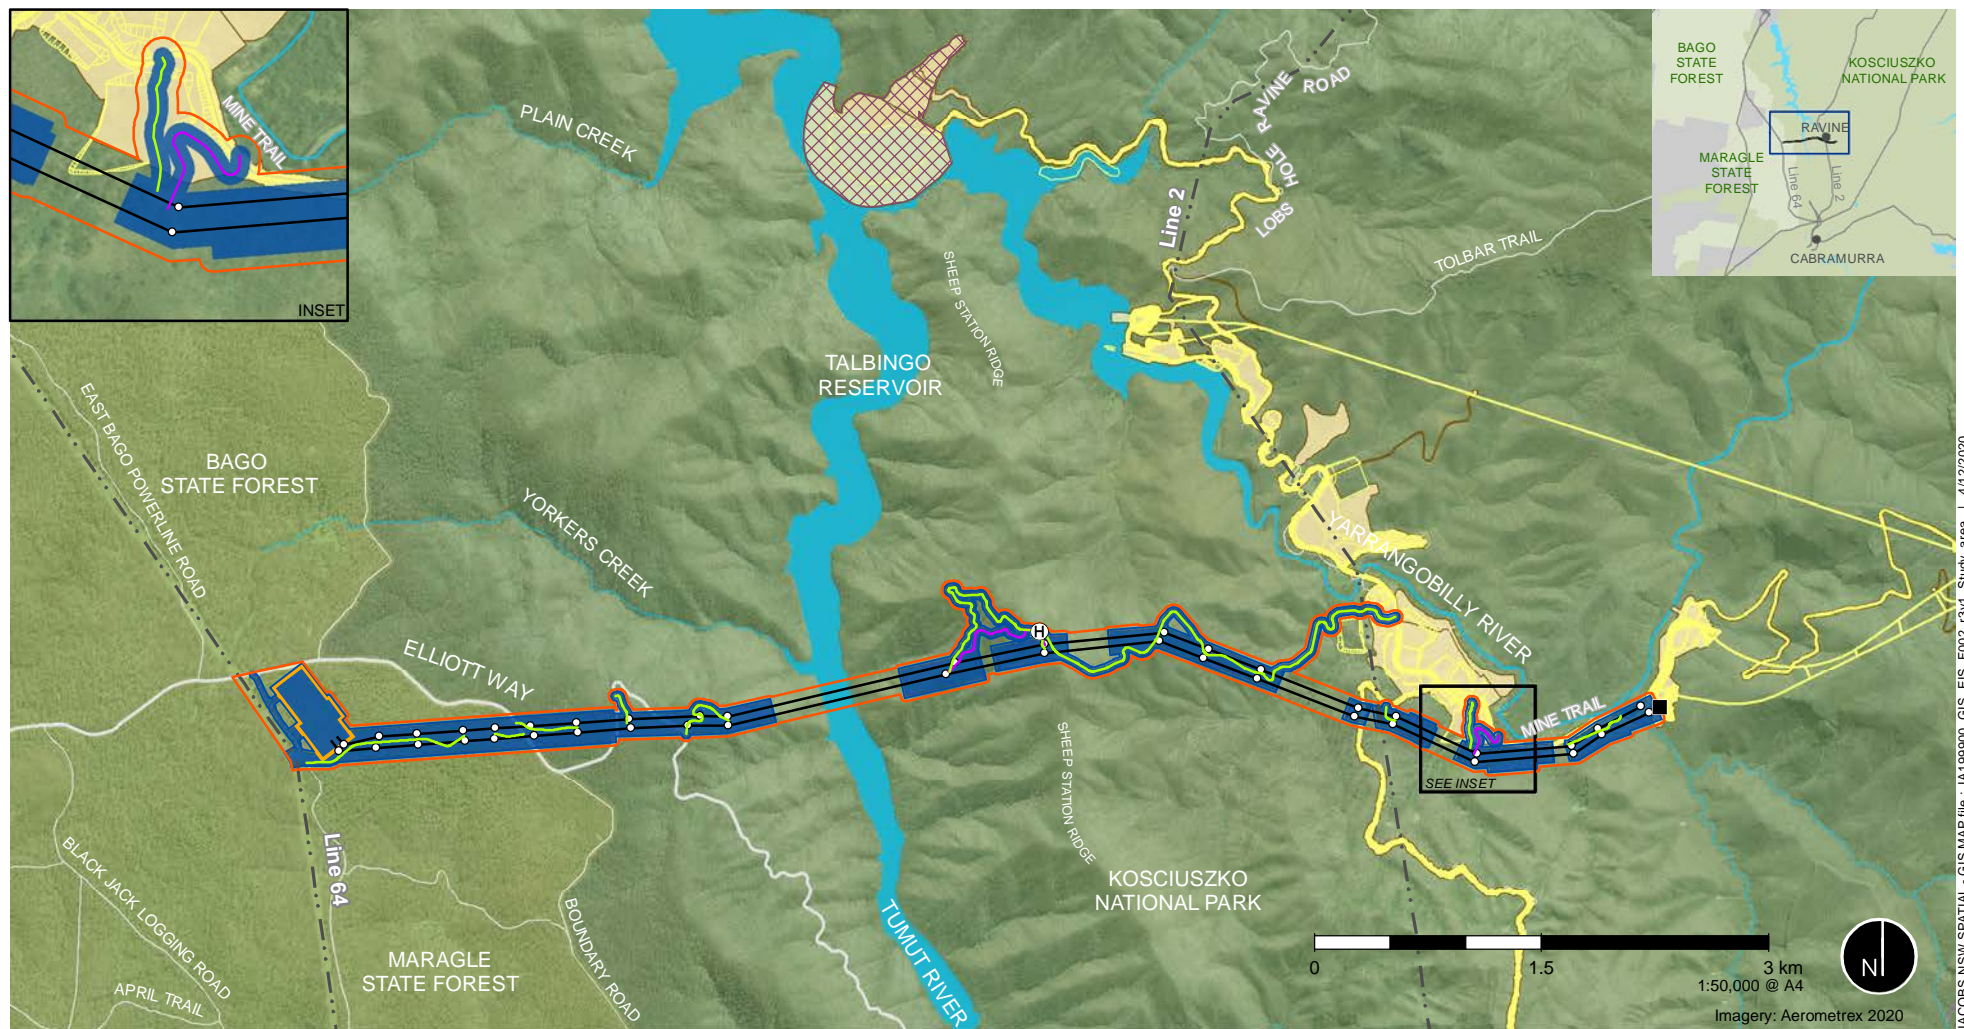 PLAIN CREEK
MINE TRAIL
INSET
LOBS
HOLE
RAVINE
ROAD
Line 2
TOLBAR TRAIL
BAGO
STATE
FOREST
KOSCIUSZKO
NATIONAL PARK
RAVINE
MARAGLE
STATE
FOREST
Line 64
Line 2
CABRAMURRA
SHEEP STATION RIDGE
TALBINGO
RESERVOIR
EAST BAGO POWERLINE ROAD
BAGO
STATE FOREST
YORKERS CREEK
YARRANGOBILLY RIVER
ELLIOTT WAY
H
MINE TRAIL
SEE INSET
SHEEP STATION RIDGE
Line 64
BLACK JACK LOGGING ROAD
APRIL TRAIL
MARAGLE
STATE FOREST
BOUNDARY ROAD
TUMUT RIVER
KOSCIUSZKO
NATIONAL PARK
0 1.5 3 km
1:50,000 @ A4
N
Imagery: Aerometrex 2020